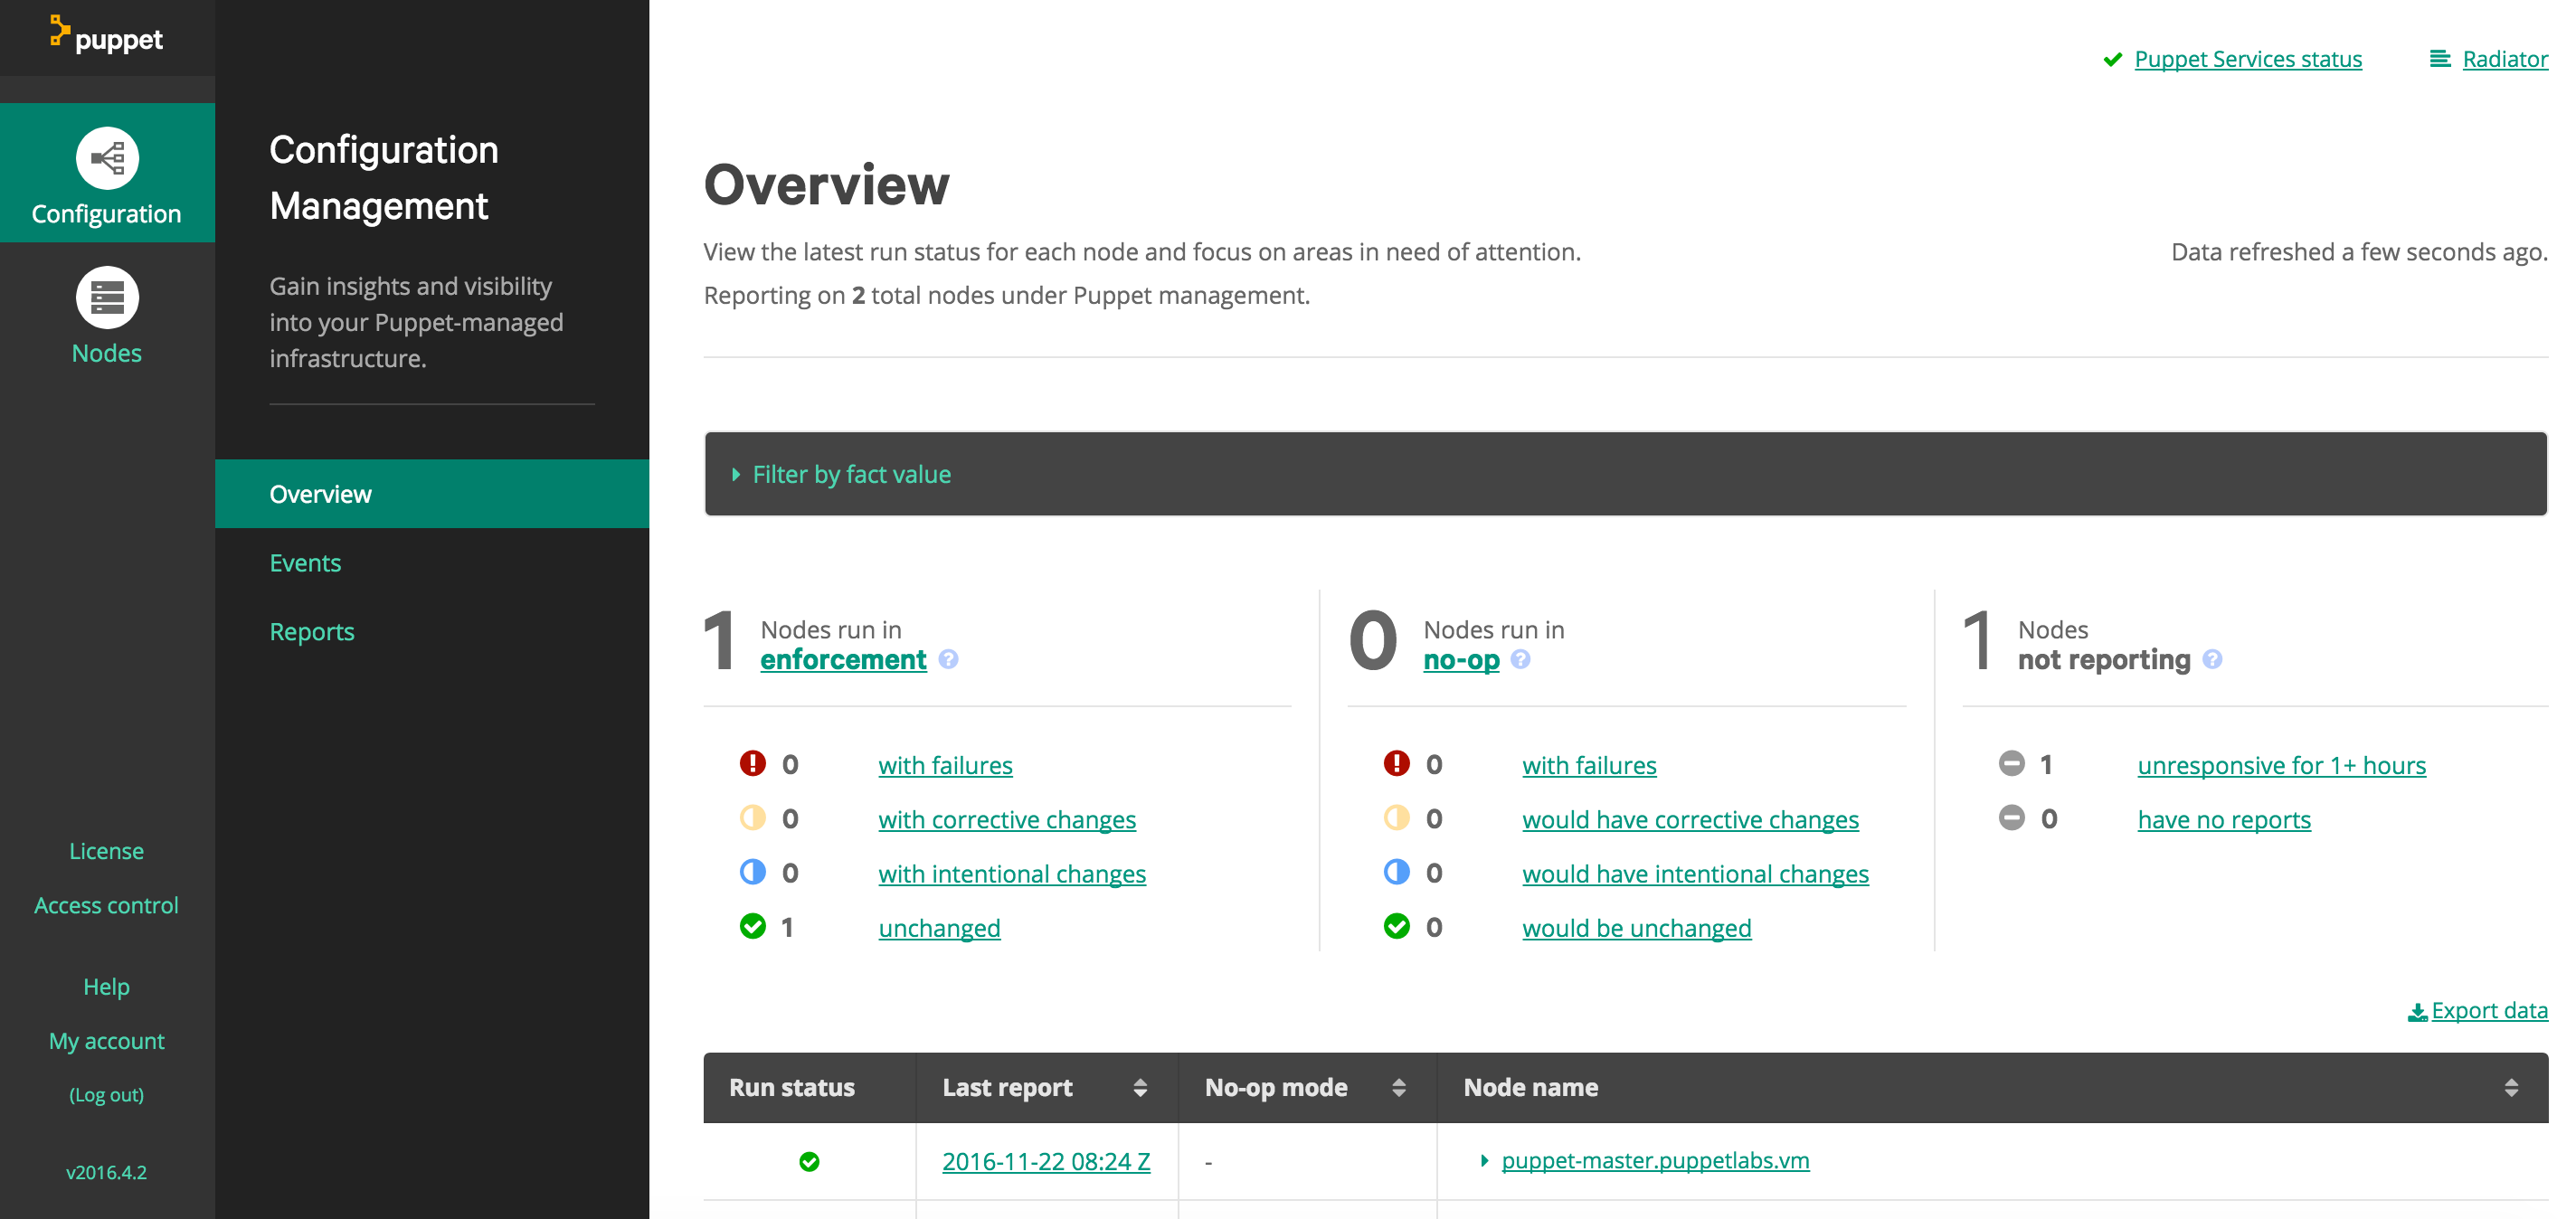 puppet
Configuration
Nodes
License
Access control
Help
My account
(Log out)
v2016.4.2
Configuration
Management
Gain insights and visibility
into your Puppet-managed
infrastructure.
Overview
Events
Reports
Puppet Services status
Radiator
Overview
View the latest run status for each node and focus on areas in need of attention.
Data refreshed a few seconds ago.
Reporting on 2 total nodes under Puppet management.
Filter by fact value
1 Nodes run in
enforcement ?
0 with failures
0 with corrective changes
0 with intentional changes
1 unchanged
0 Nodes run in
no-op ?
0 with failures
0 would have corrective changes
0 would have intentional changes
0 would be unchanged
1 Nodes
not reporting ?
1 unresponsive for 1+ hours
0 have no reports
Export data
Run status Last report No-op mode Node name
2016-11-22 08:24 Z - puppet-master.puppetlabs.vm